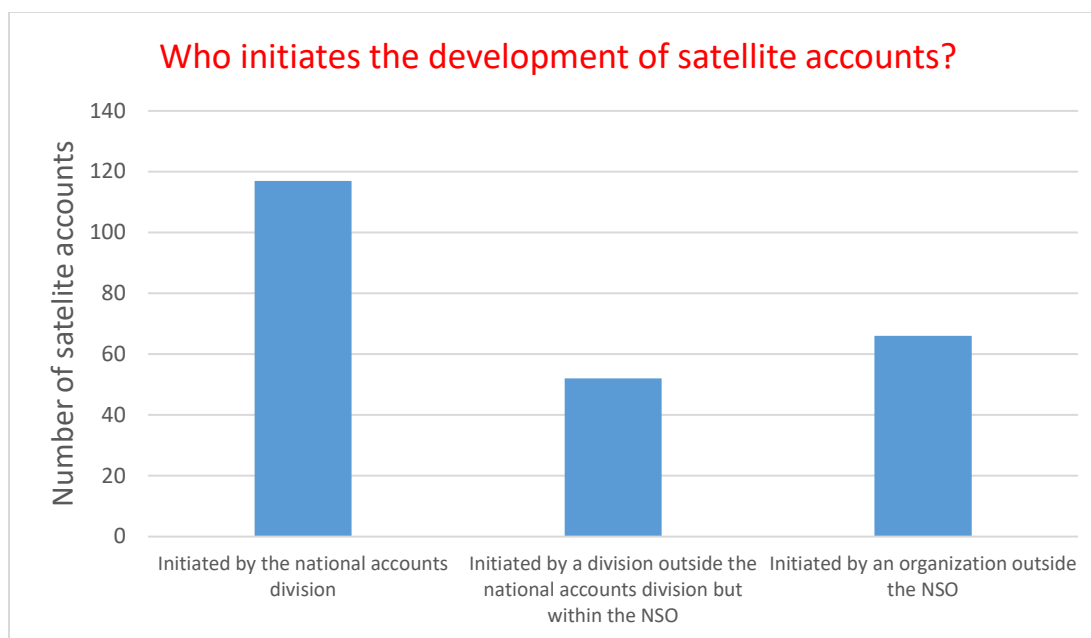 Who initiates the development of satellite accounts?
Number of satelite accounts
140
120
100
80
60
40
20
0
Initiated by the national accounts
division
Initiated by a division outside the
national accounts division but
within the NSO
Initiated by an organization outside
the NSO